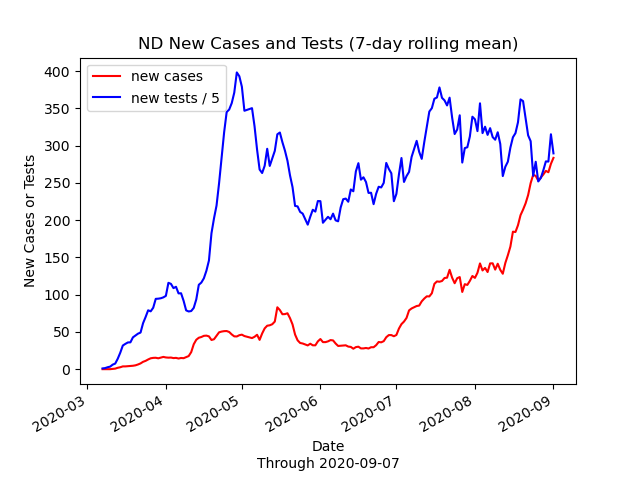 ND New Cases and Tests (7-day rolling mean)
new cases
new tests / 5
New Cases or Tests
400
350
300
250
200
150
100
50
0
2020-03
2020-04
2020-05
2020-06
2020-07
2020-08
2020-09
Date
Through 2020-09-07